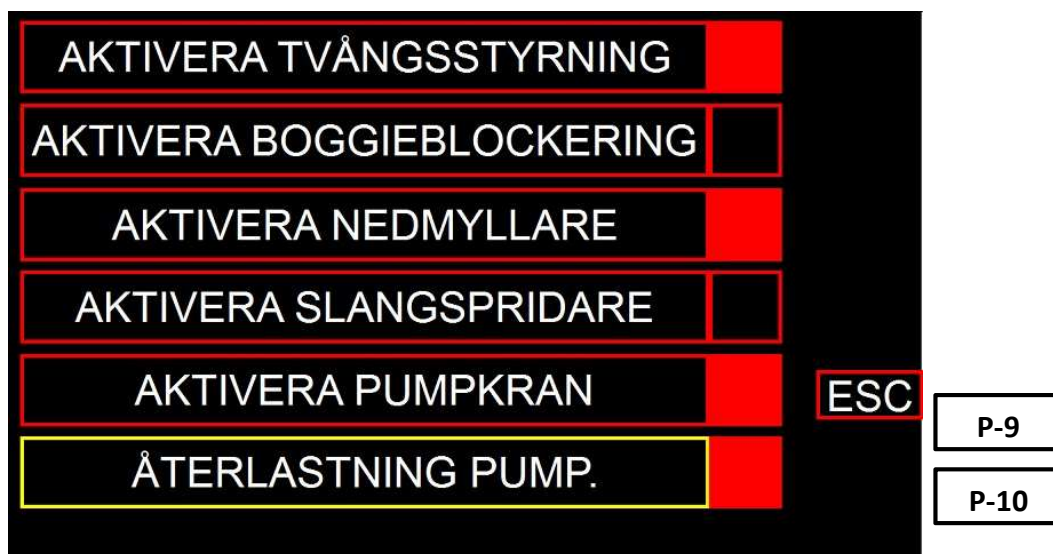 AKTIVERA TVÅNGSSTYRNING
AKTIVERA BOGGIEBLOCKERING
AKTIVERA NEDMYLLARE
AKTIVERA SLANGSPRIDARE
AKTIVERA PUMPKRAN
ESC
P-9
ÅTERLASTNING PUMP.
P-10